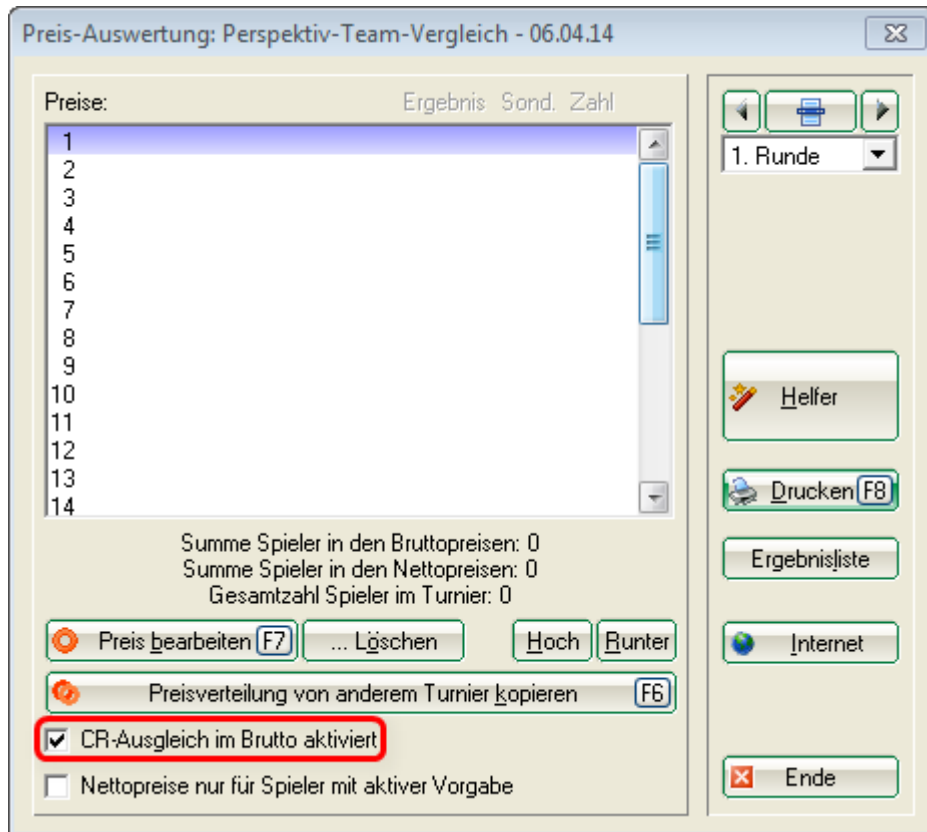 Preis-Auswertung: Perspektiv-Team-Vergleich - 06.04.14
Preise: Ergebnis Sond. Zahl
1
2
3
4
5
6
7
8
9
10
11
12
13
14
Summe Spieler in den Bruttopreisen: 0
Summe Spieler in den Nettopreisen: 0
Gesamtzahl Spieler im Turnier: 0
Preis bearbeiten F7 ... Löschen Hoch Runter
Preisverteilung von anderem Turnier kopieren F6
CR-Ausgleich im Brutto aktiviert
Nettopreise nur für Spieler mit aktiver Vorgabe
1. Runde
Helfer
Drucken F8
Ergebnisliste
Internet
Ende